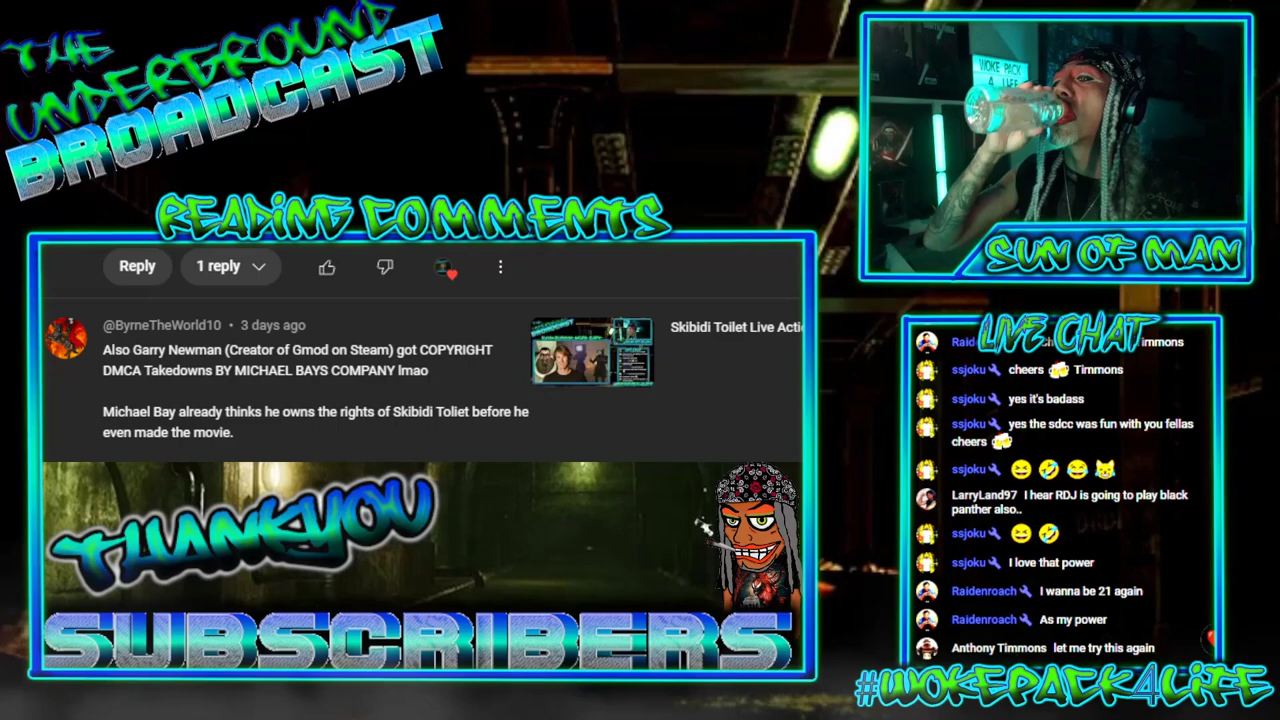 THE
UNDERGROUND
BROADCAST
READING COMMENTS
Reply
1 reply
@ByrneTheWorld10 • 3 days ago
Also Garry Newman (Creator of Gmod on Steam) got COPYRIGHT
DMCA Takedowns BY MICHAEL BAYS COMPANY lmao
Michael Bay already thinks he owns the rights of Skibidi Toliet before he
even made the movie.
Skibidi Toilet Live Actio
THANKYOU
SUBSCRIBERS
WOKE PACK
4 LIFE
SUN OF MAN
LIVE CHAT
Raid
immons
ssjoku cheers 🍻 Timmons
ssjoku yes it's badass
ssjoku yes the sdcc was fun with you fellas
cheers 🍻
ssjoku 😆 🤣 😂 😹
LarryLand97 I hear RDJ is going to play black
panther also..
ssjoku 😆 🤣
ssjoku I love that power
Raidenroach I wanna be 21 again
Raidenroach As my power
Anthony Timmons let me try this again
#WOKEPACK4LIFE